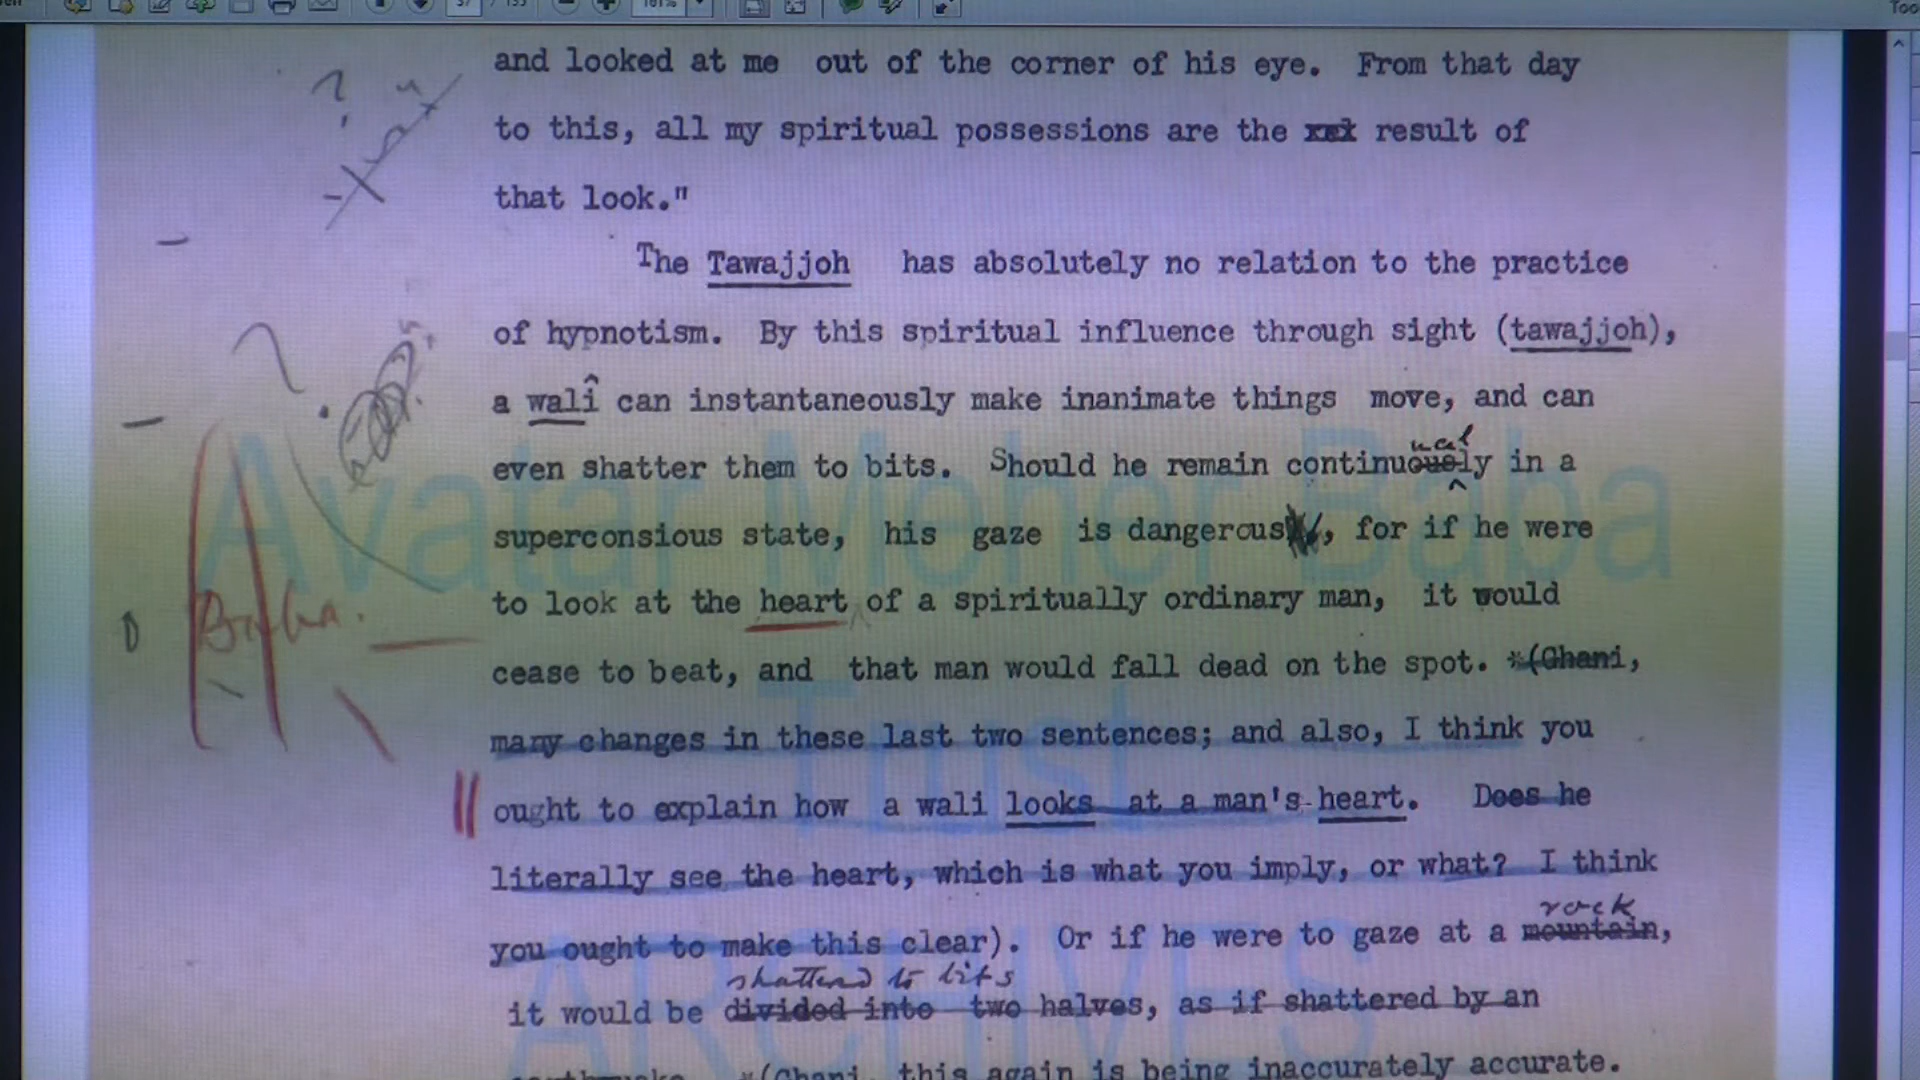 and looked at me out of the corner of his eye. From that day
to this, all my spiritual possessions are the result of
that look."
The Tawajjoh has absolutely no relation to the practice
of hypnotism. By this spiritual influence through sight (tawajjoh),
a walî can instantaneously make inanimate things move, and can
ual
even shatter them to bits. Should he remain continuously in a
superconsious state, his gaze is dangerous, for if he were
to look at the heart of a spiritually ordinary man, it would
Baba.
cease to beat, and that man would fall dead on the spot. *(Ghani,
many changes in these last two sentences; and also, I think you
ought to explain how a wali looks at a man's heart. Does he
literally see the heart, which is what you imply, or what? I think
rock
you ought to make this clear). Or if he were to gaze at a mountain,
shattered to bits
it would be divided into two halves, as if shattered by an
*(Ghani, this again is being inaccurately accurate.
Avatar Meher Baba
Trust
ARCHIVES